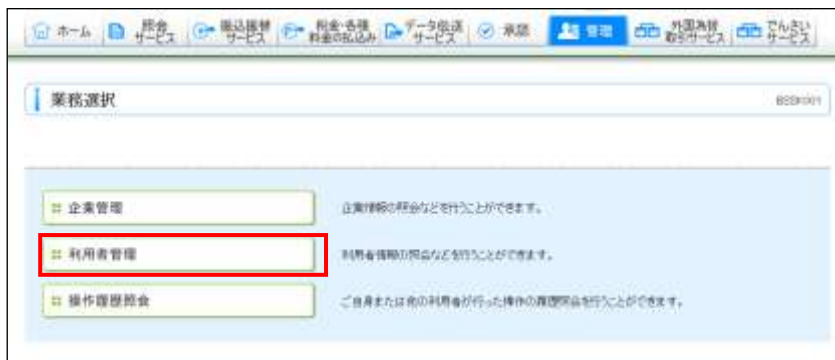 ホーム
照会
サービス
振込振替
サービス
税金・各種
料金の払込み
データ伝送
サービス
承認
管理
外国為替
取引サービス
でんさい
サービス
業務選択
BSSK001
企業管理
企業情報の照会などを行うことができます。
利用者管理
利用者情報の照会などを行うことができます。
操作履歴照会
ご自身または他の利用者が行った操作の履歴照会を行うことができます。